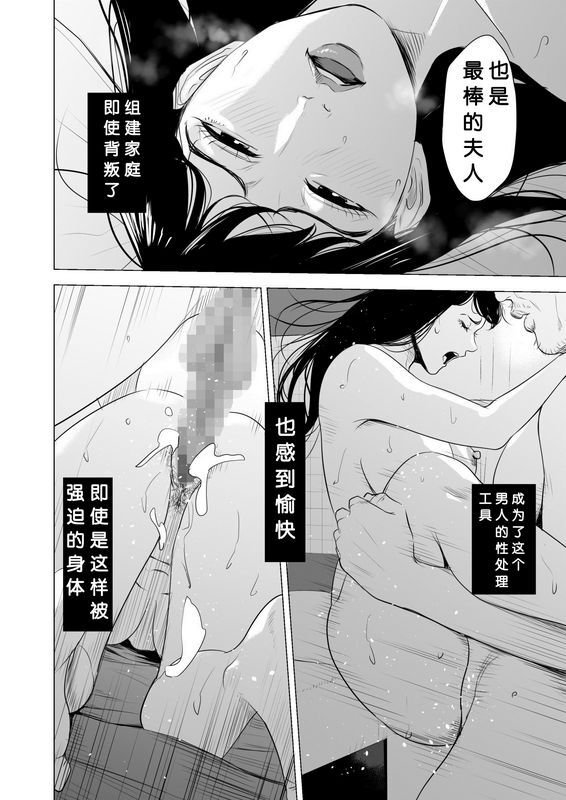 也是
最棒的夫人
组建家庭
即使背叛了
成为了这个
男人的性处理
工具
也感到愉快
即使是这样被
强迫的身体